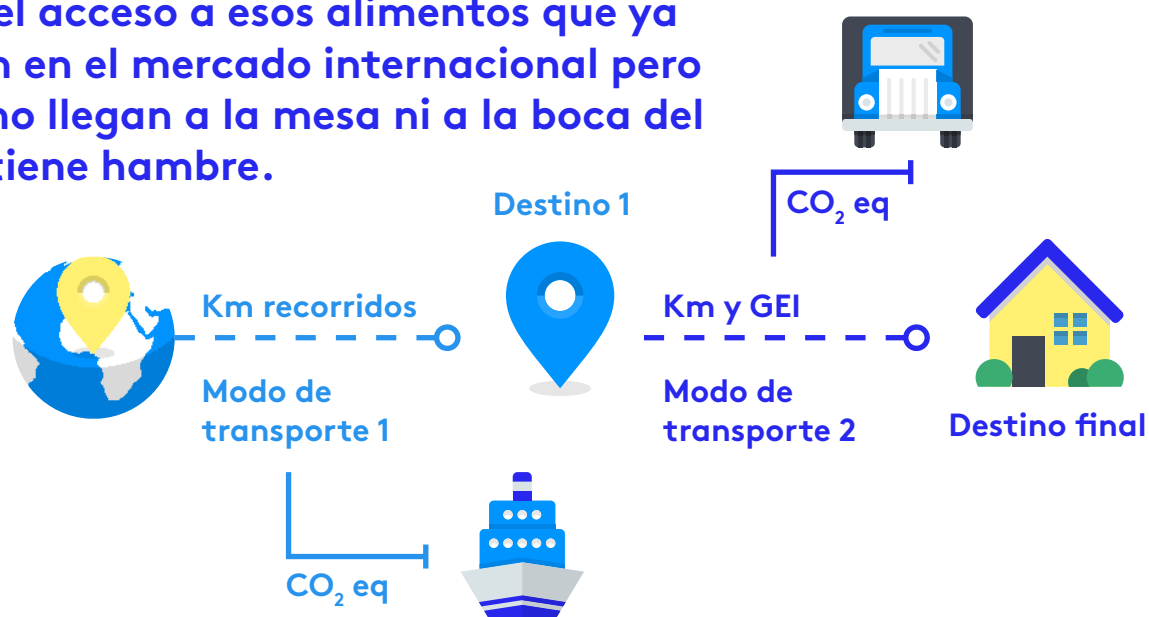 el acceso a esos alimentos que ya
en el mercado internacional pero
no llegan a la mesa ni a la boca del
tiene hambre.
Destino 1
CO₂ eq
Km recorridos
Km y GEI
Modo de
transporte 1
Modo de
transporte 2
Destino final
CO₂ eq